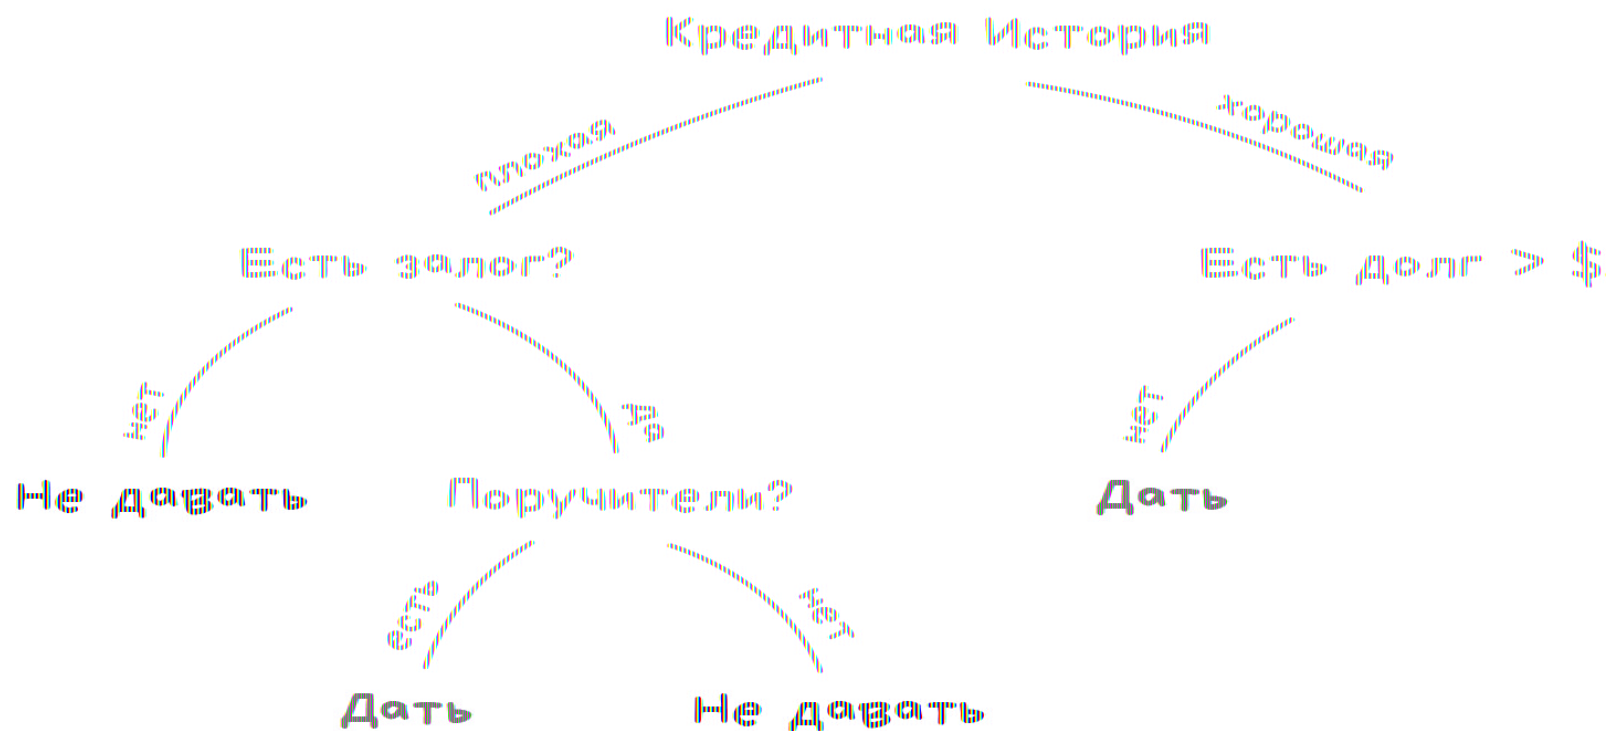 Кредитная История
плохая
хорошая
Есть залог?
Есть долг > $
нет
да
нет
Не давать
Поручители?
Дать
есть
нет
Дать
Не давать